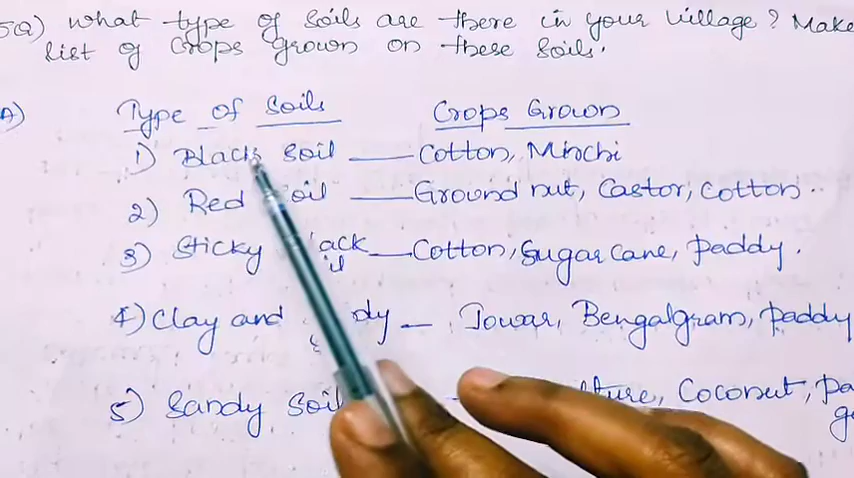 5Q) What type of Soils are there in your village? Make
list of Crops grown on these Soils.
A) Type of Soils Crops Grown
1) Black Soil — Cotton, Mirchi
2) Red Soil — Ground nut, Castor, Cotton.
3) Sticky — Cotton, Sugar cane, Paddy.
4) Clay and — Jowar, Bengalgram, Paddy
5) Sandy Soil Coconut,